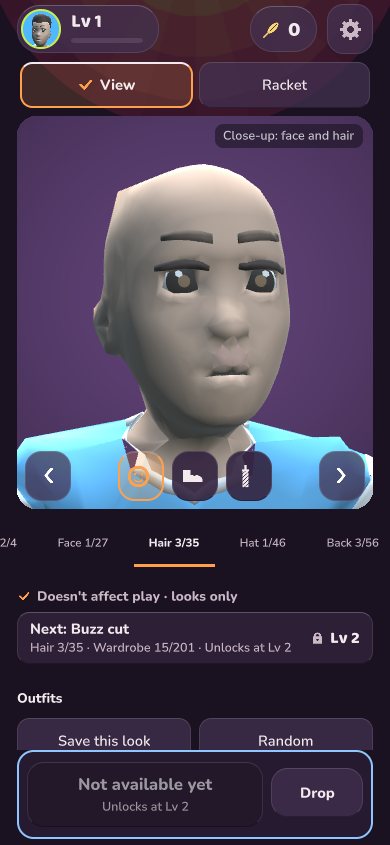 Lv 1
0
View
Racket
Close-up: face and hair
2/4
Face 1/27
Hair 3/35
Hat 1/46
Back 3/56
Doesn't affect play · looks only
Next: Buzz cut
Hair 3/35 · Wardrobe 15/201 · Unlocks at Lv 2
Lv 2
Outfits
Save this look
Random
Not available yet
Unlocks at Lv 2
Drop